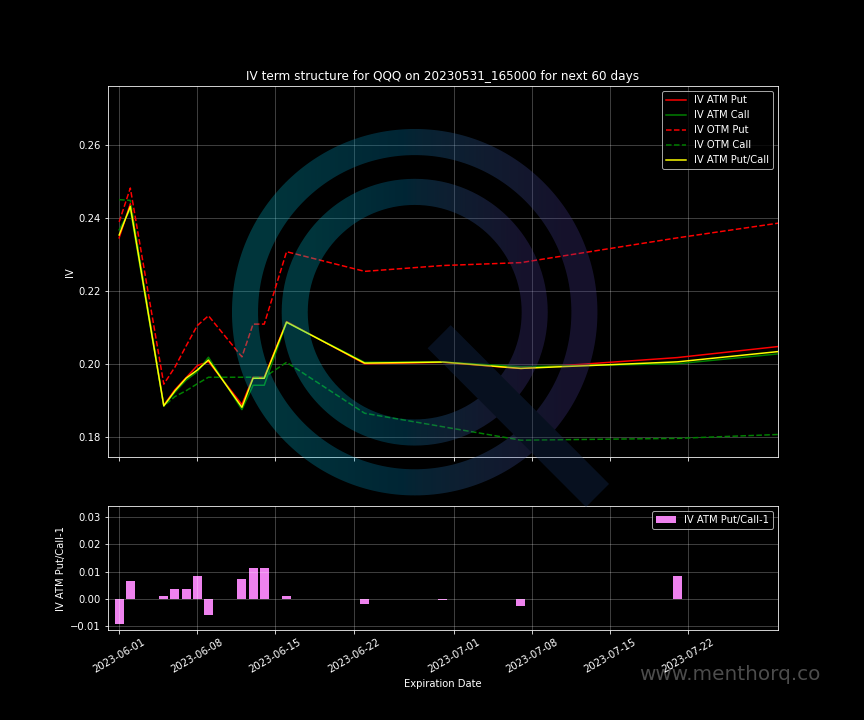 IV term structure for QQQ on 20230531_165000 for next 60 days
IV ATM Put
IV ATM Call
IV OTM Put
IV OTM Call
IV ATM Put/Call
0.26
0.24
0.22
0.20
0.18
IV
IV ATM Put/Call-1
0.03
0.02
0.01
0.00
−0.01
IV ATM Put/Call-1
2023-06-01
2023-06-08
2023-06-15
2023-06-22
2023-07-01
2023-07-08
2023-07-15
2023-07-22
Expiration Date
www.menthorq.co